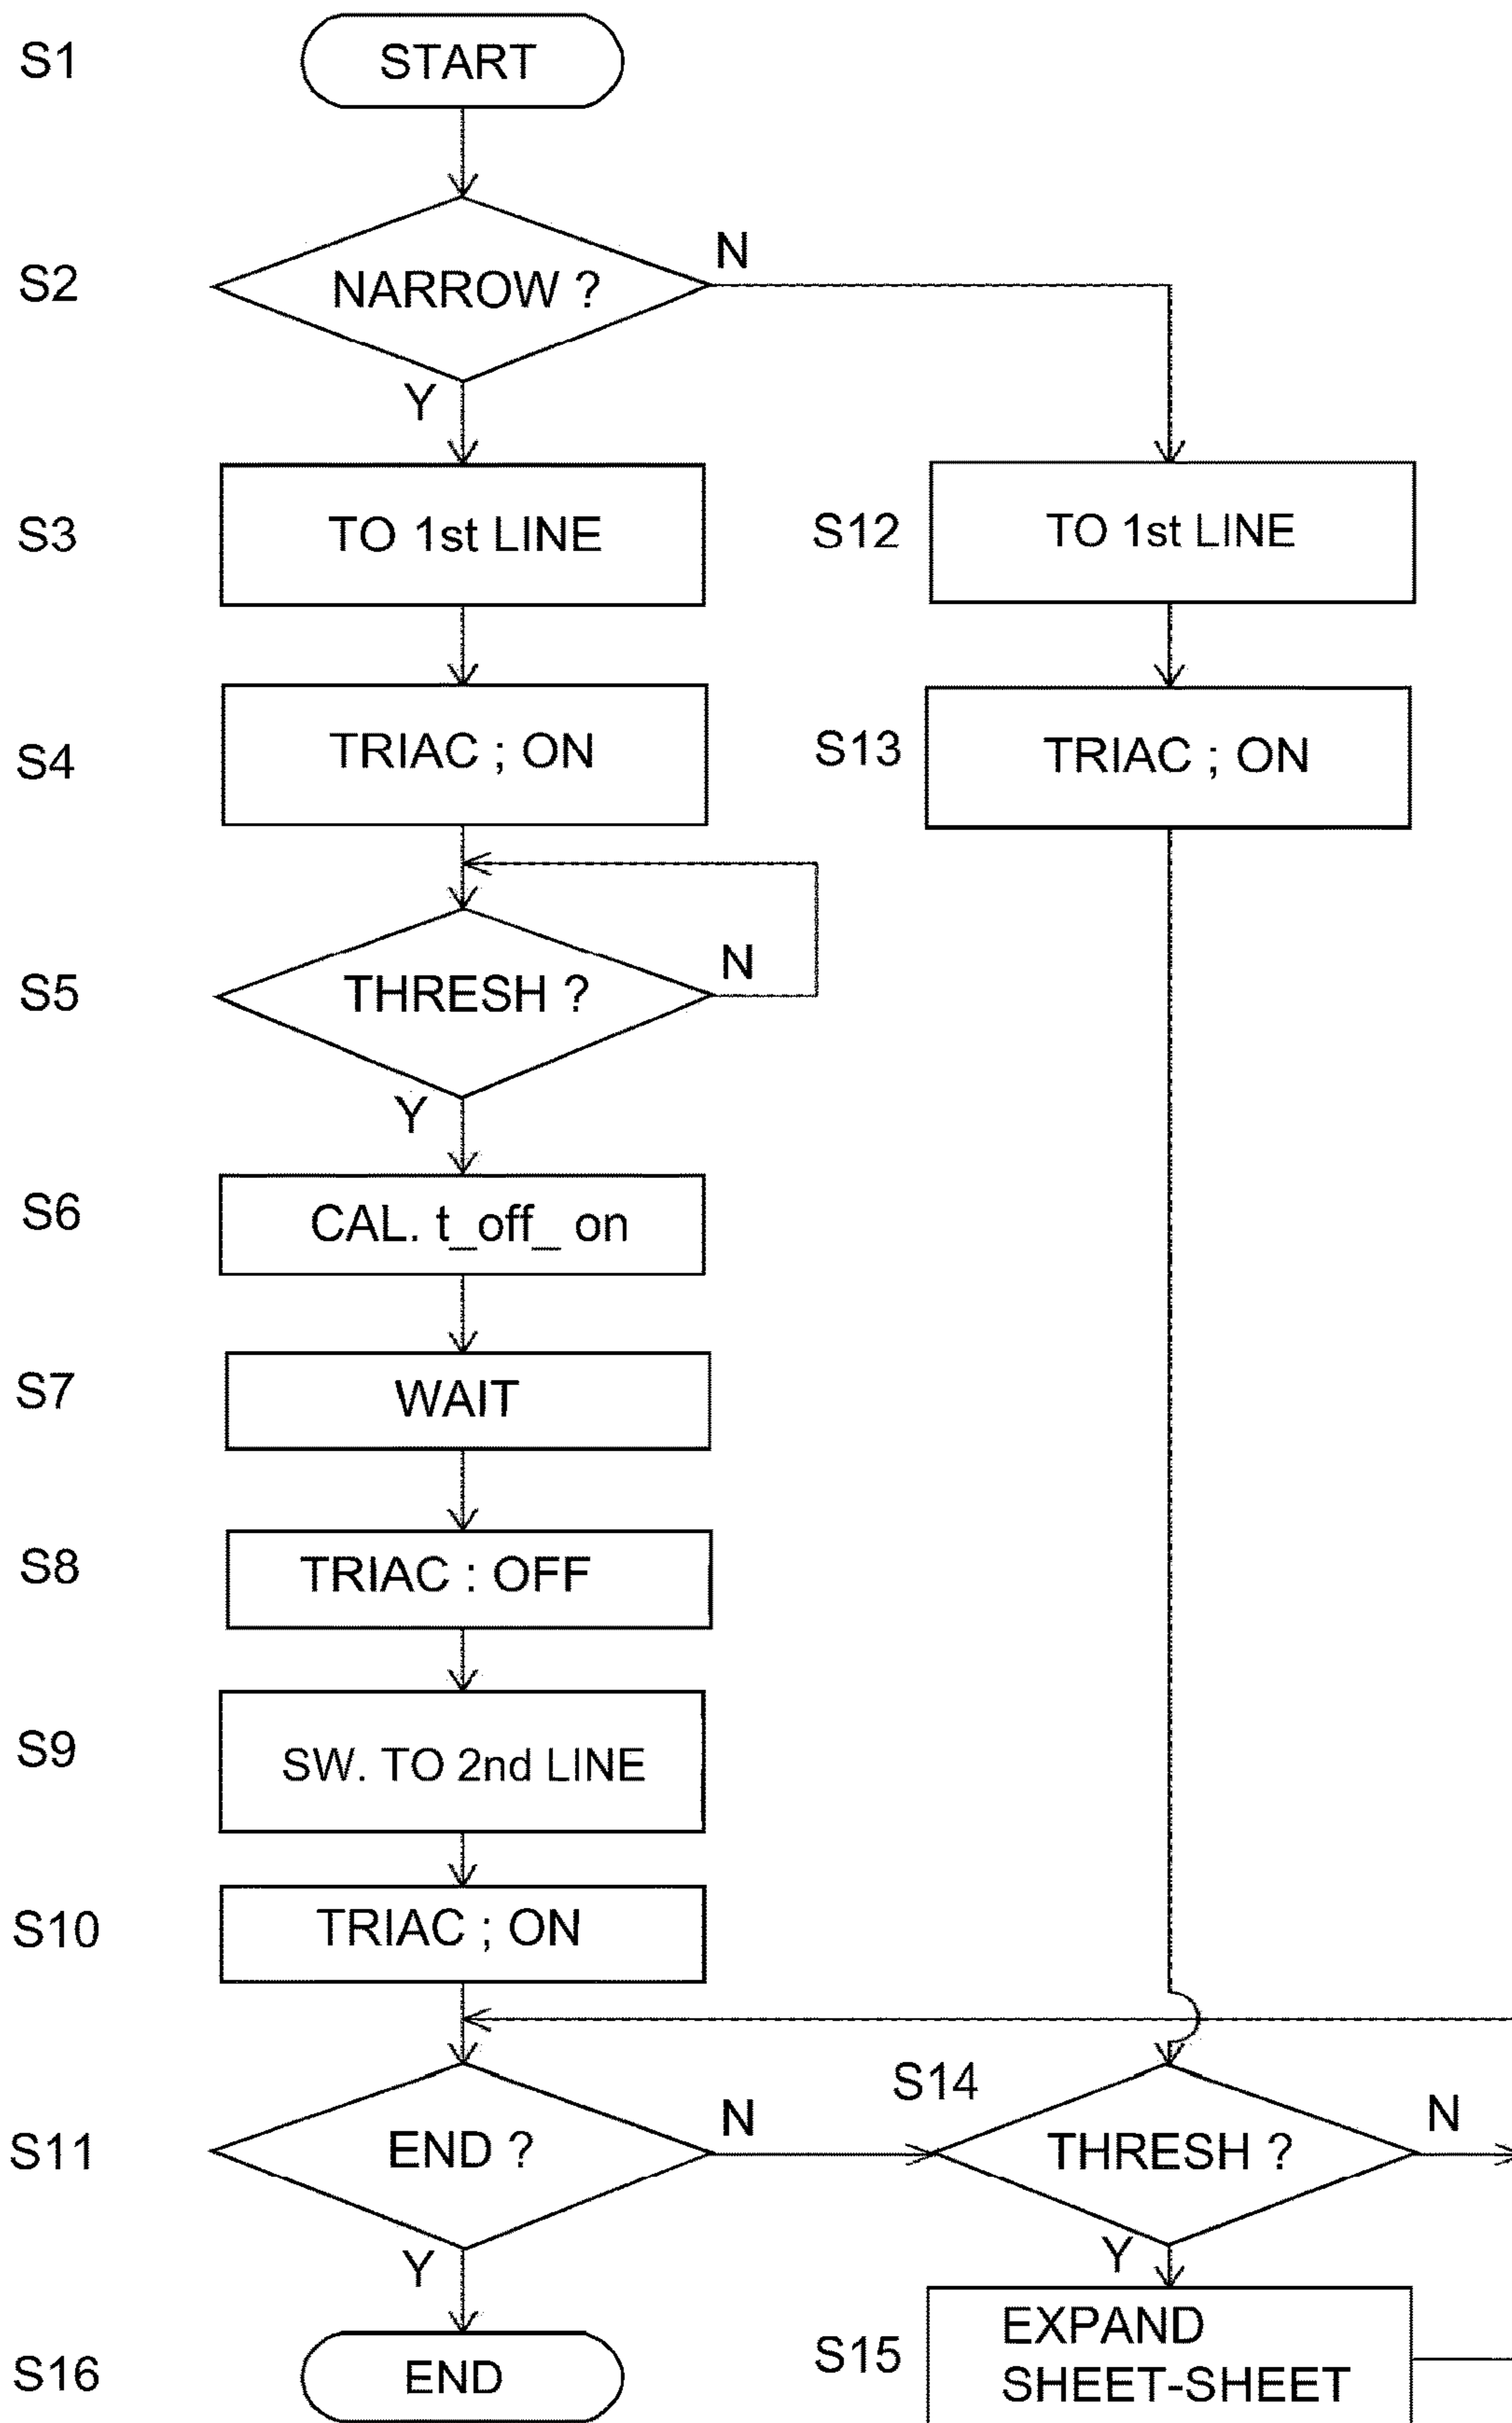 S1
START
S2
NARROW ?
N
Y
S3
TO 1st LINE
S12
TO 1st LINE
S4
TRIAC ; ON
S13
TRIAC ; ON
S5
THRESH ?
N
Y
S6
CAL. t_off_ on
S7
WAIT
S8
TRIAC : OFF
S9
SW. TO 2nd LINE
S10
TRIAC ; ON
S11
END ?
N
Y
S14
THRESH ?
N
Y
S15
EXPAND
SHEET-SHEET
S16
END